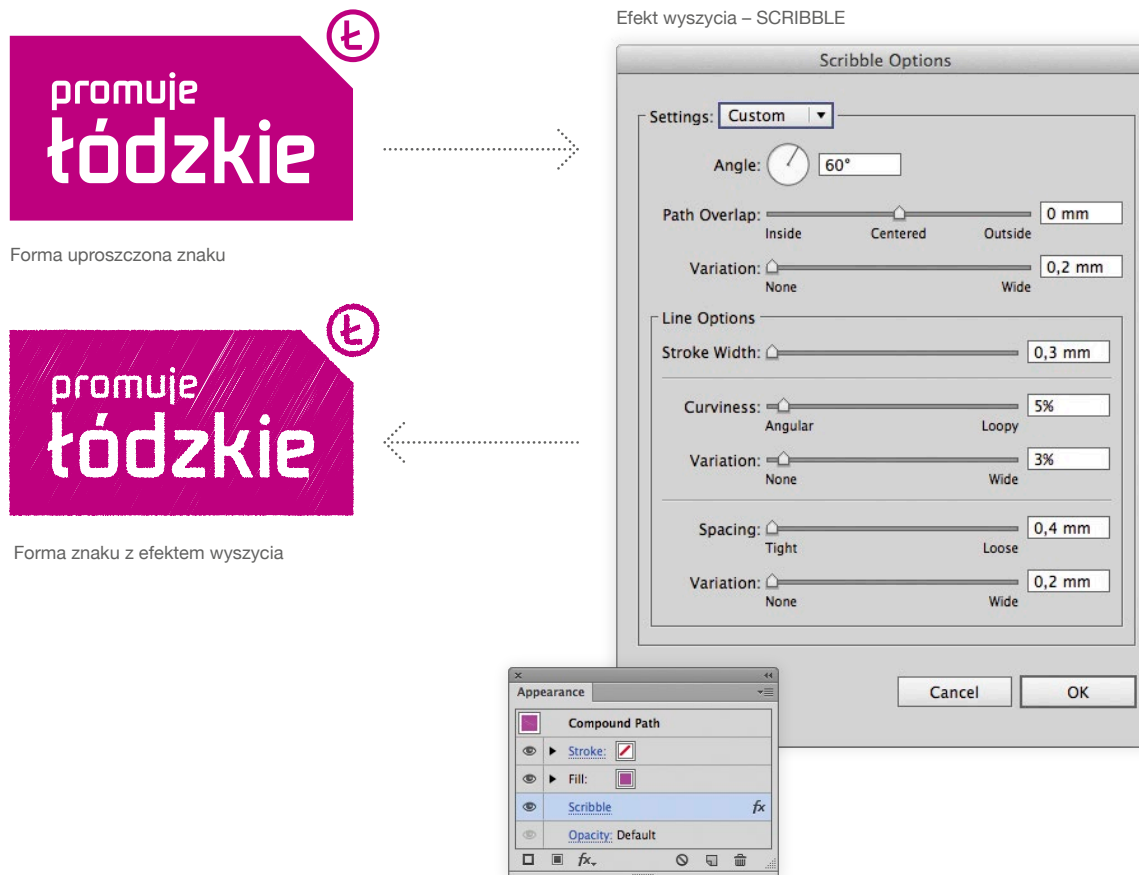 Efekt wyszycia – SCRIBBLE
Ł
promuje
łódzkie
Forma uproszczona znaku
Ł
promuje
łódzkie
Forma znaku z efektem wyszycia
Scribble Options
Settings: Custom
Angle: 60°
Path Overlap: 0 mm
Inside Centered Outside
Variation: 0,2 mm
None Wide
Line Options
Stroke Width: 0,3 mm
Curviness: 5%
Angular Loopy
Variation: 3%
None Wide
Spacing: 0,4 mm
Tight Loose
Variation: 0,2 mm
None Wide
Cancel OK
Appearance
Compound Path
Stroke:
Fill:
Scribble fx
Opacity: Default
fx